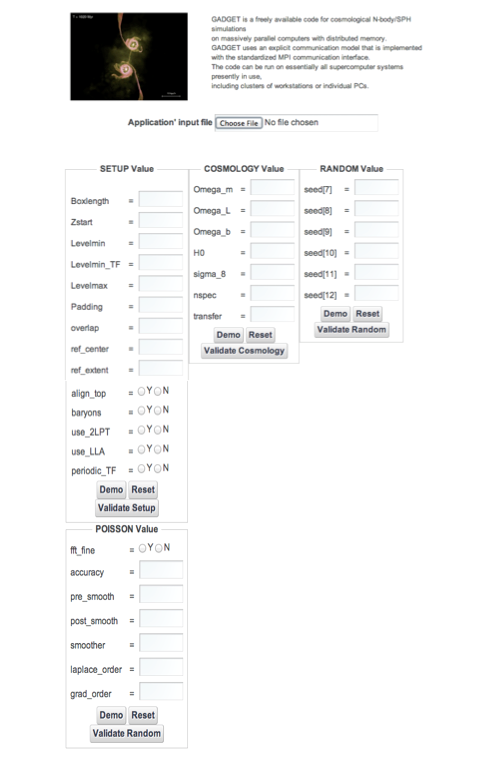 GADGET is a freely available code for cosmological N-body/SPH
simulations
on massively parallel computers with distributed memory.
GADGET uses an explicit communication model that is implemented
with the standardized MPI communication interface.
The code can be run on essentially all supercomputer systems
presently in use,
including clusters of workstations or individual PCs.
Application' input file Choose File No file chosen
SETUP Value
Boxlength =
Zstart =
Levelmin =
Levelmin_TF =
Levelmax =
Padding =
overlap =
ref_center =
ref_extent =
align_top = Y N
baryons = Y N
use_2LPT = Y N
use_LLA = Y N
periodic_TF = Y N
Demo Reset
Validate Setup
COSMOLOGY Value
Omega_m =
Omega_L =
Omega_b =
H0 =
sigma_8 =
nspec =
transfer =
Demo Reset
Validate Cosmology
RANDOM Value
seed[7] =
seed[8] =
seed[9] =
seed[10] =
seed[11] =
seed[12] =
Demo Reset
Validate Random
POISSON Value
fft_fine = Y N
accuracy =
pre_smooth =
post_smooth =
smoother =
laplace_order =
grad_order =
Demo Reset
Validate Random